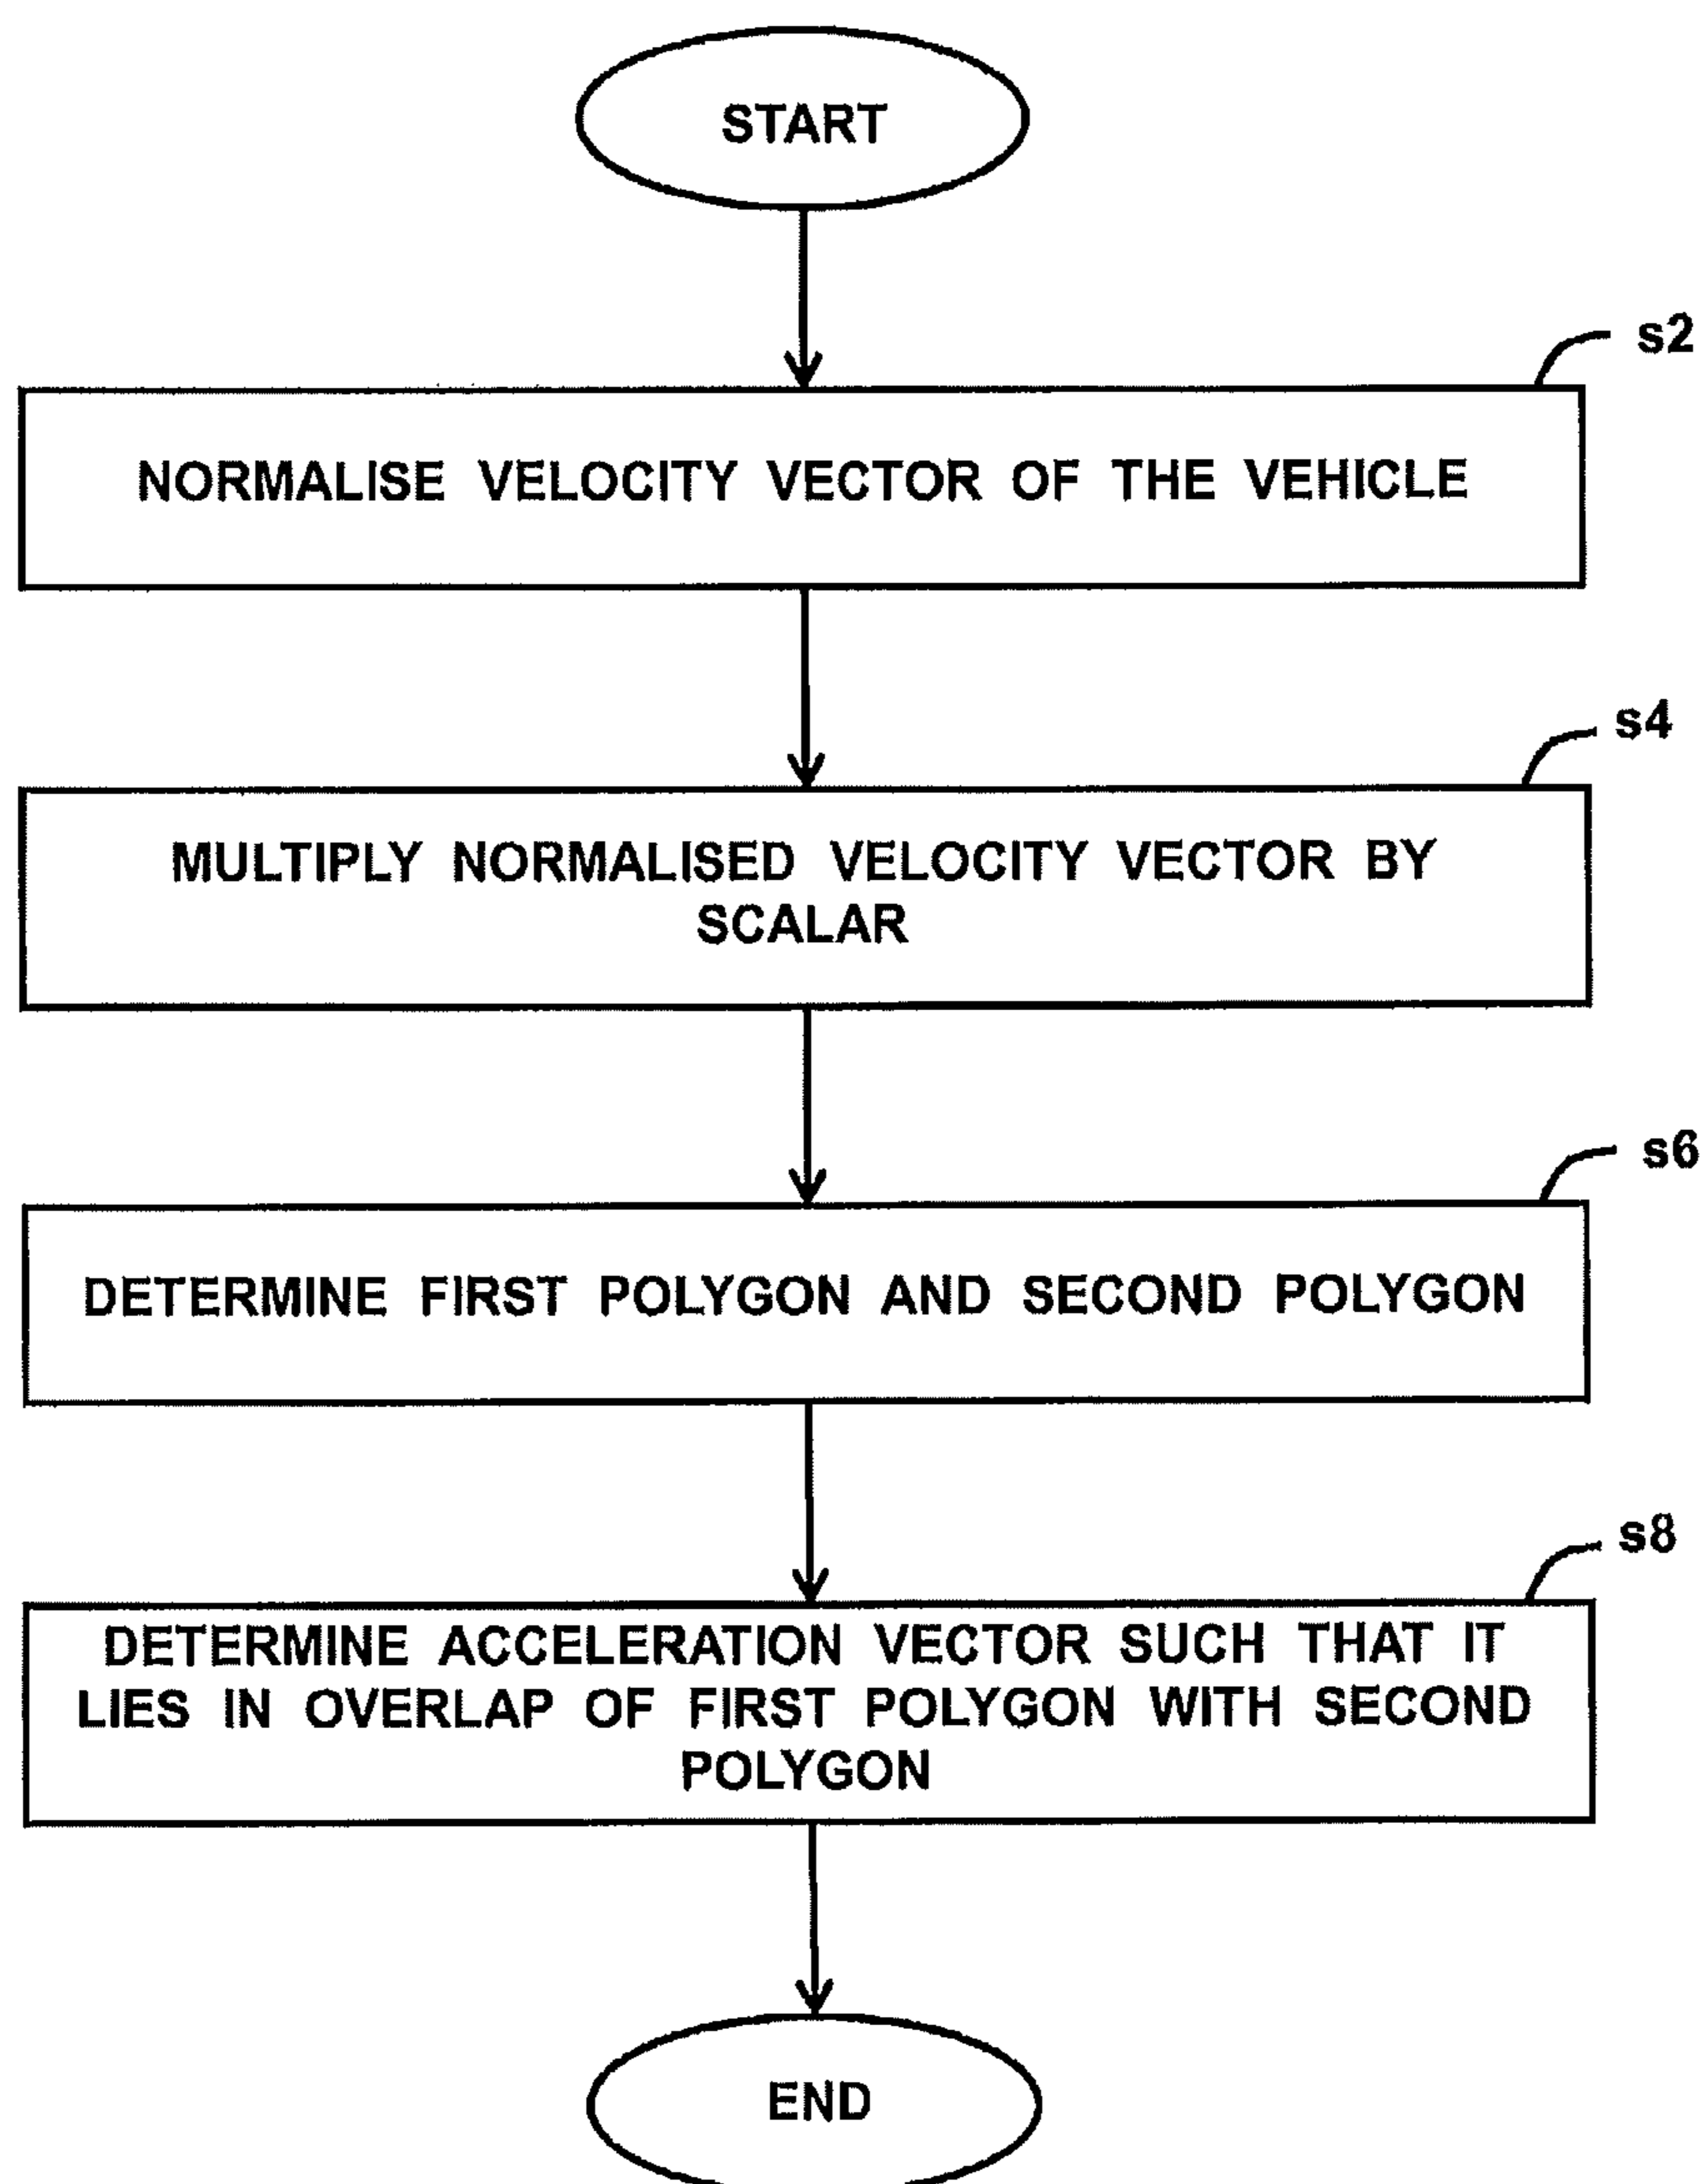 START
s2
NORMALISE VELOCITY VECTOR OF THE VEHICLE
s4
MULTIPLY NORMALISED VELOCITY VECTOR BY
SCALAR
s6
DETERMINE FIRST POLYGON AND SECOND POLYGON
s8
DETERMINE ACCELERATION VECTOR SUCH THAT IT
LIES IN OVERLAP OF FIRST POLYGON WITH SECOND
POLYGON
END